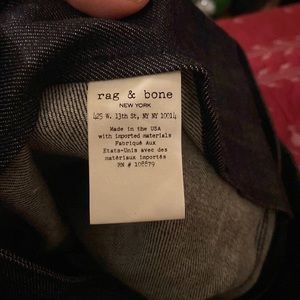 rag & bone
NEW YORK
425 W. 13th St, NY NY 10014
Made in the USA
with imported materials
Fabriqué Aux
Etats-Unis avec des
matériaux importés
RN # 108579